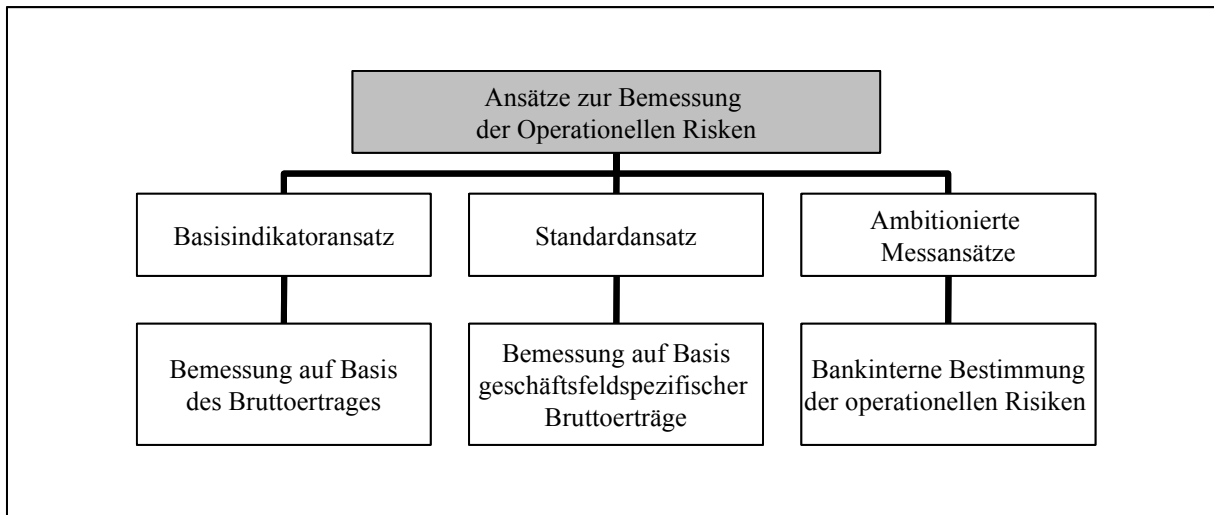 Ansätze zur Bemessung
der Operationellen Risken
Basisindikatoransatz
Standardansatz
Ambitionierte
Messansätze
Bemessung auf Basis
des Bruttoertrages
Bemessung auf Basis
geschäftsfeldspezifischer
Bruttoerträge
Bankinterne Bestimmung
der operationellen Risiken